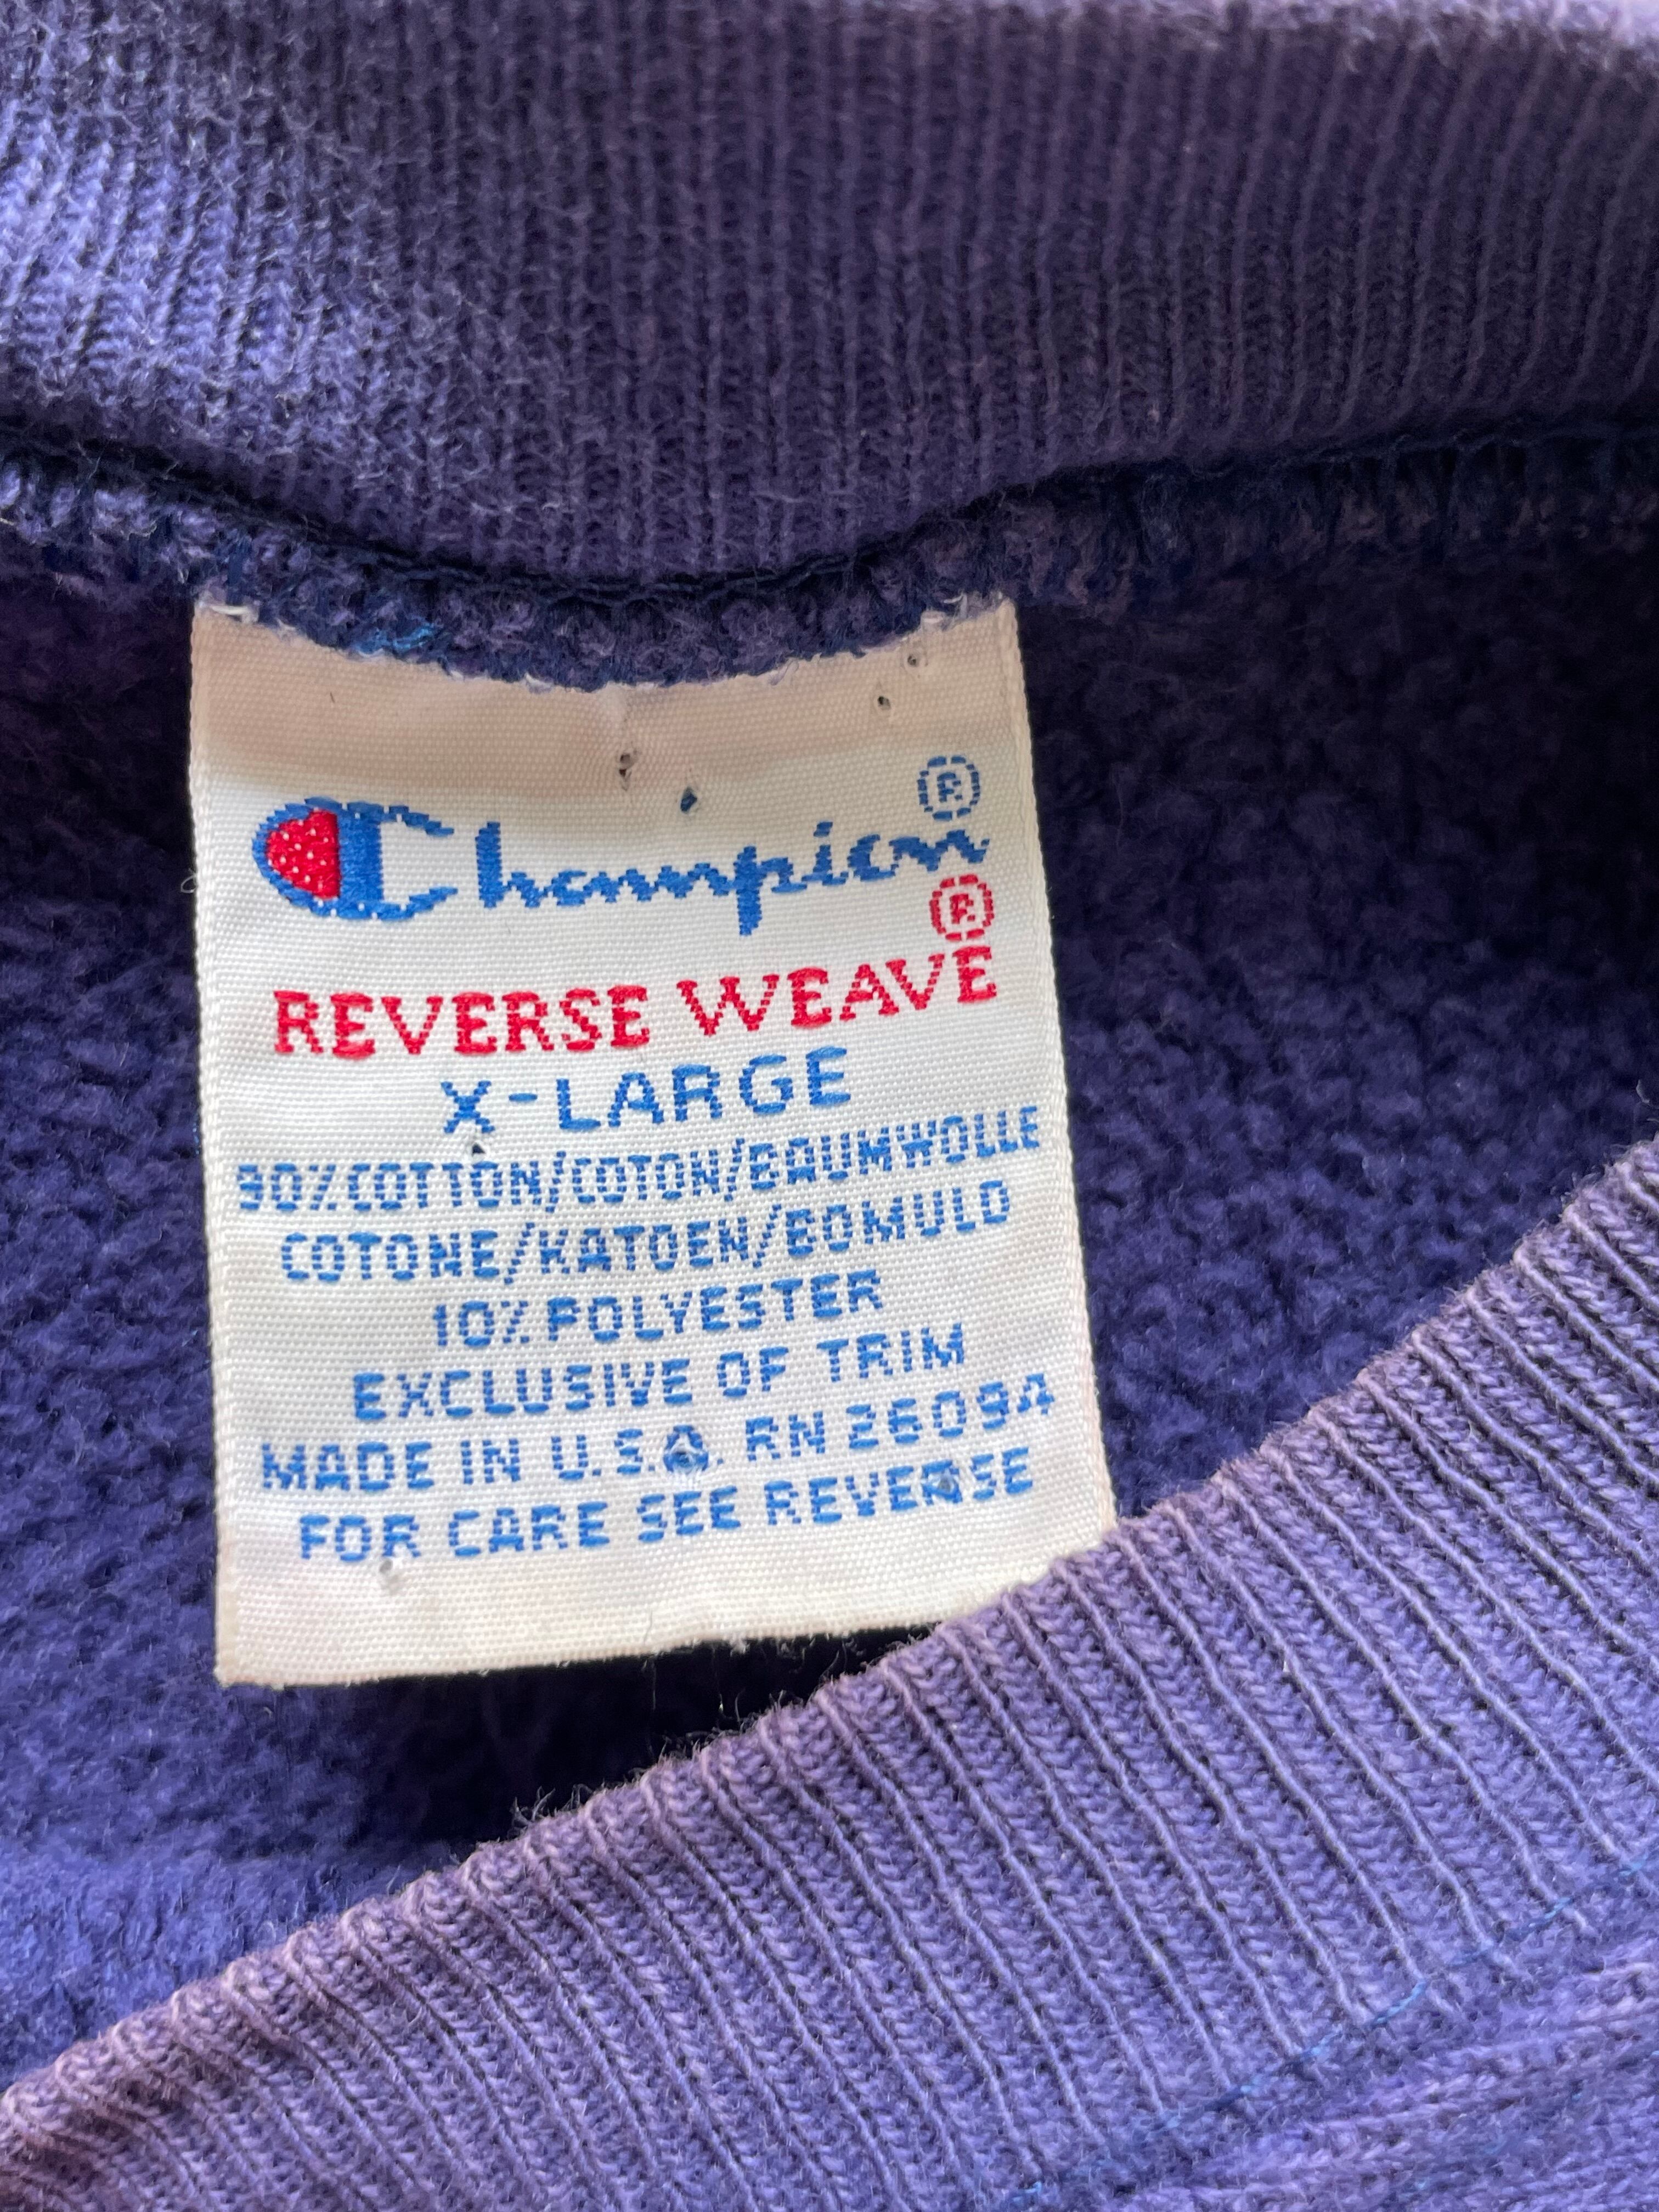 Champion®
®
REVERSE WEAVE
X-LARGE
90% COTTON/COTON/BAUMWOLLE
COTONE/KATOEN/BOMULD
10% POLYESTER
EXCLUSIVE OF TRIM
MADE IN U.S.A. RN 26094
FOR CARE SEE REVERSE